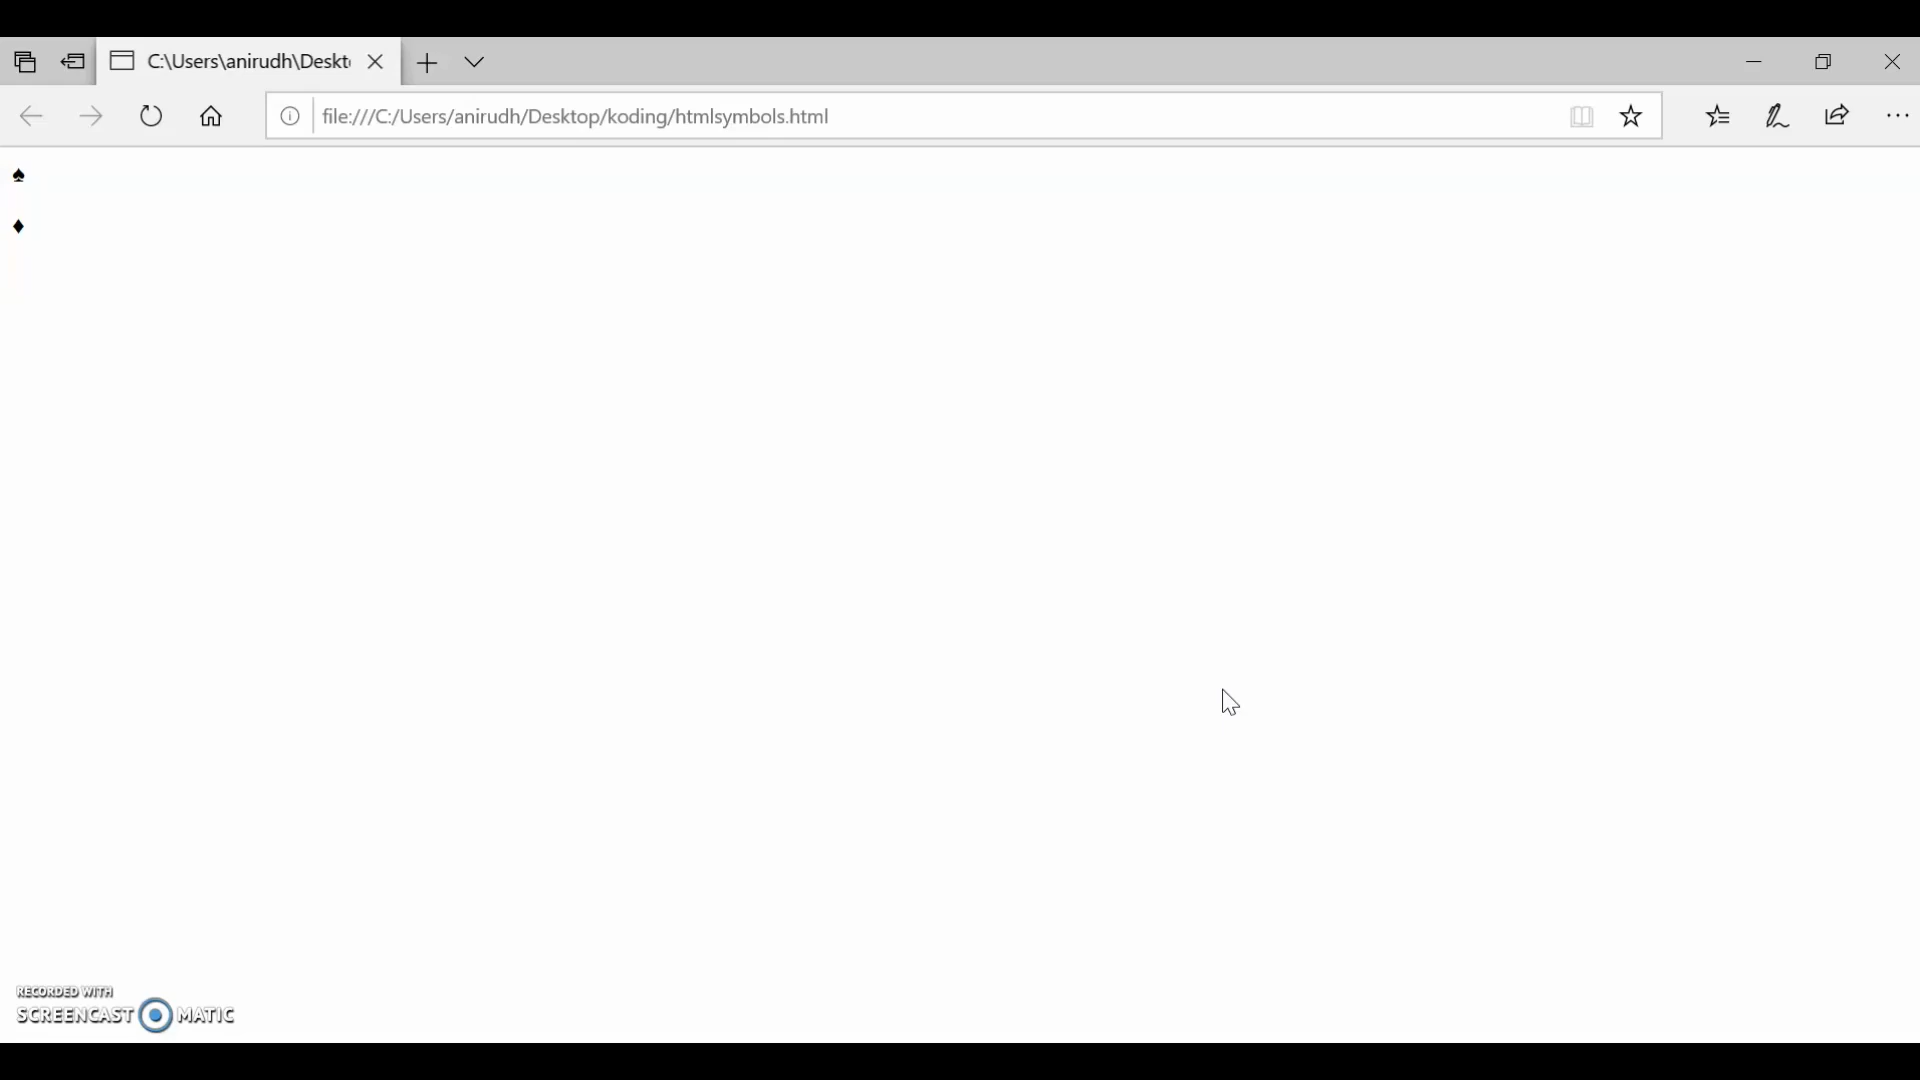 C:\Users\anirudh\Deskt
file:///C:/Users/anirudh/Desktop/koding/htmlsymbols.html
♠
♦
RECORDED WITH
SCREENCAST MATIC